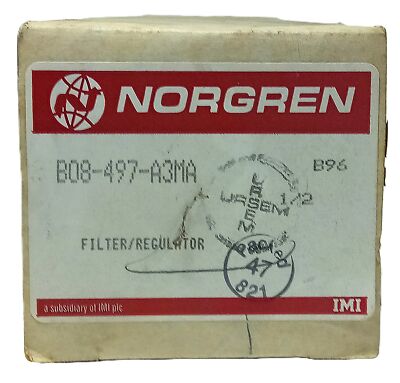 NORGREN
B08-497-A3MA
B96
1/2
FILTER/REGULATOR
47
821
a subsidiary of IMI plc
IMI